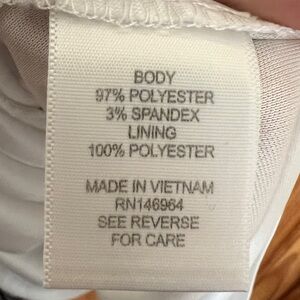 BODY
97% POLYESTER
3% SPANDEX
LINING
100% POLYESTER
MADE IN VIETNAM
RN146964
SEE REVERSE
FOR CARE